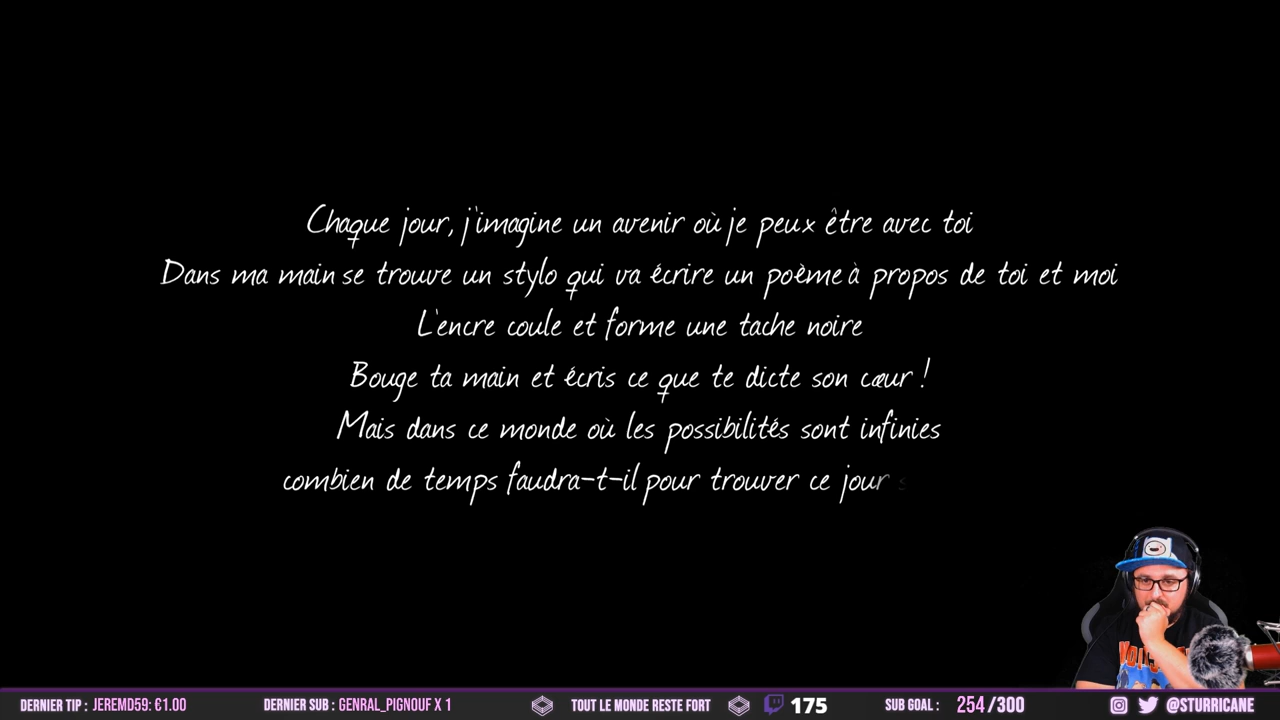 Chaque jour, j'imagine un avenir où je peux être avec toi
Dans ma main se trouve un stylo qui va écrire un poème à propos de toi et moi
L'encre coule et forme une tache noire
Bouge ta main et écris ce que te dicte son cœur !
Mais dans ce monde où les possibilités sont infinies
combien de temps faudra-t-il pour trouver ce jour
DERNIER TIP : JEREMD59: €1.00 DERNIER SUB : GENRAL_PIGNOUF X 1 TOUT LE MONDE RESTE FORT 175 SUB GOAL : 254/300 @STURRICANE